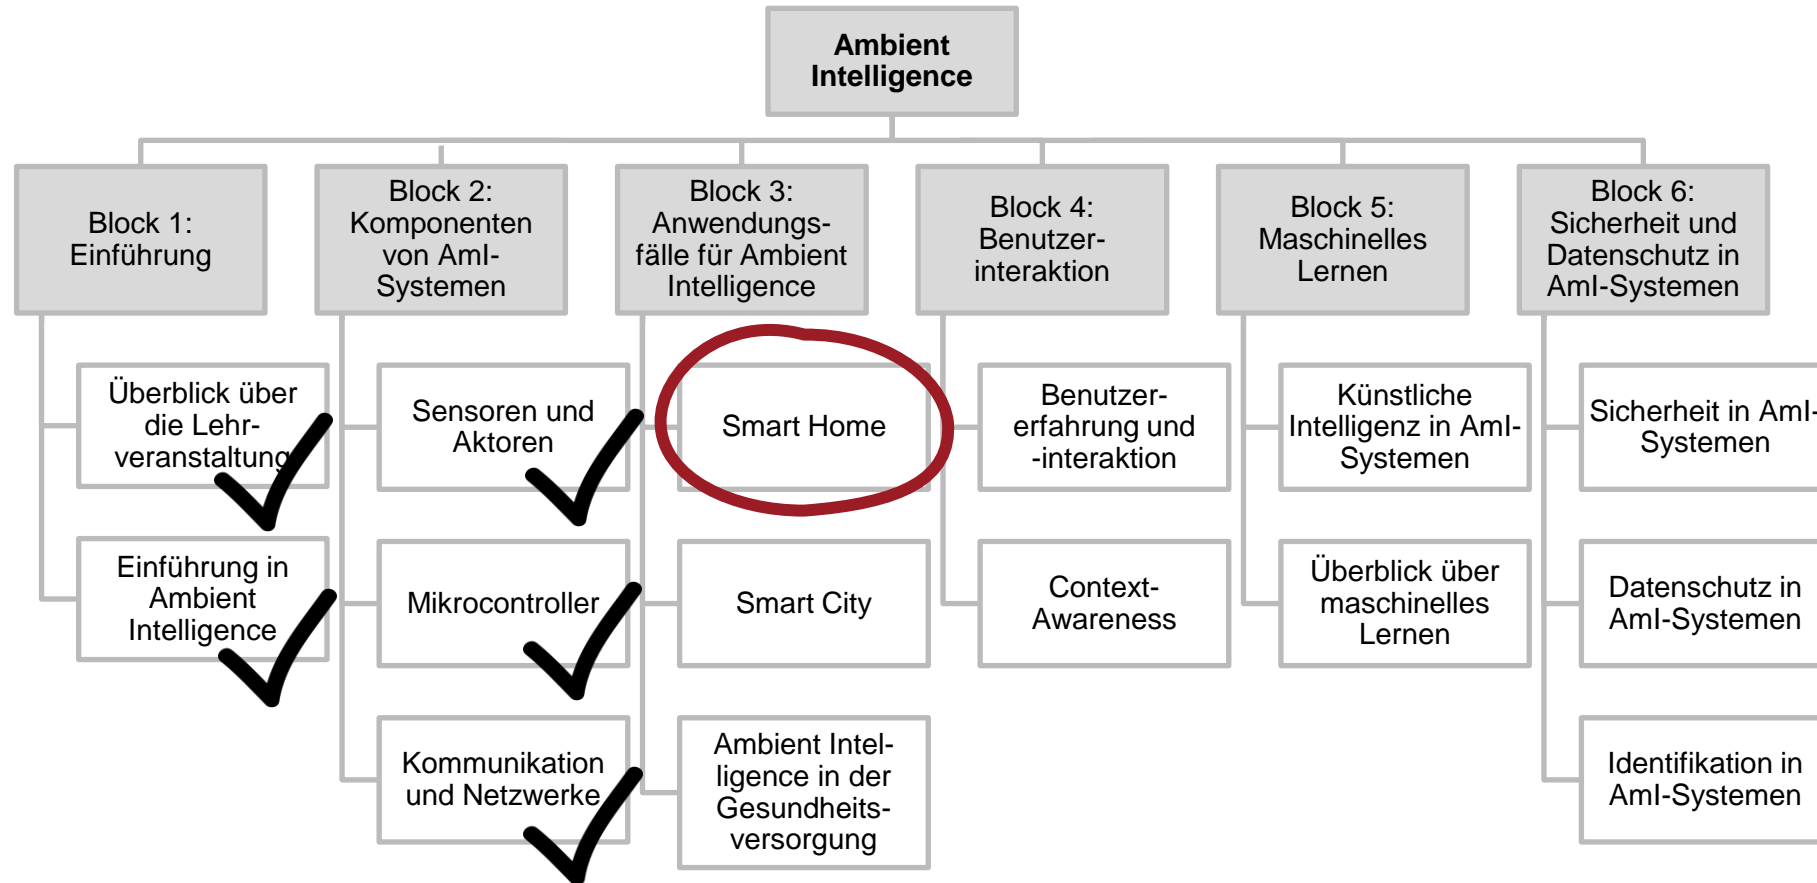 Ambient
Intelligence
Block 1:
Einführung
Block 2:
Komponenten
von AmI-
Systemen
Block 3:
Anwendungs-
fälle für Ambient
Intelligence
Block 4:
Benutzer-
interaktion
Block 5:
Maschinelles
Lernen
Block 6:
Sicherheit und
Datenschutz in
AmI-Systemen
Überblick über
die Lehr-
veranstaltung
Einführung in
Ambient
Intelligence
Sensoren und
Aktoren
Mikrocontroller
Kommunikation
und Netzwerke
Smart Home
Smart City
Ambient Intel-
ligence in der
Gesundheits-
versorgung
Benutzer-
erfahrung und
-interaktion
Context-
Awareness
Künstliche
Intelligenz in AmI-
Systemen
Überblick über
maschinelles
Lernen
Sicherheit in AmI-
Systemen
Datenschutz in
AmI-Systemen
Identifikation in
AmI-Systemen